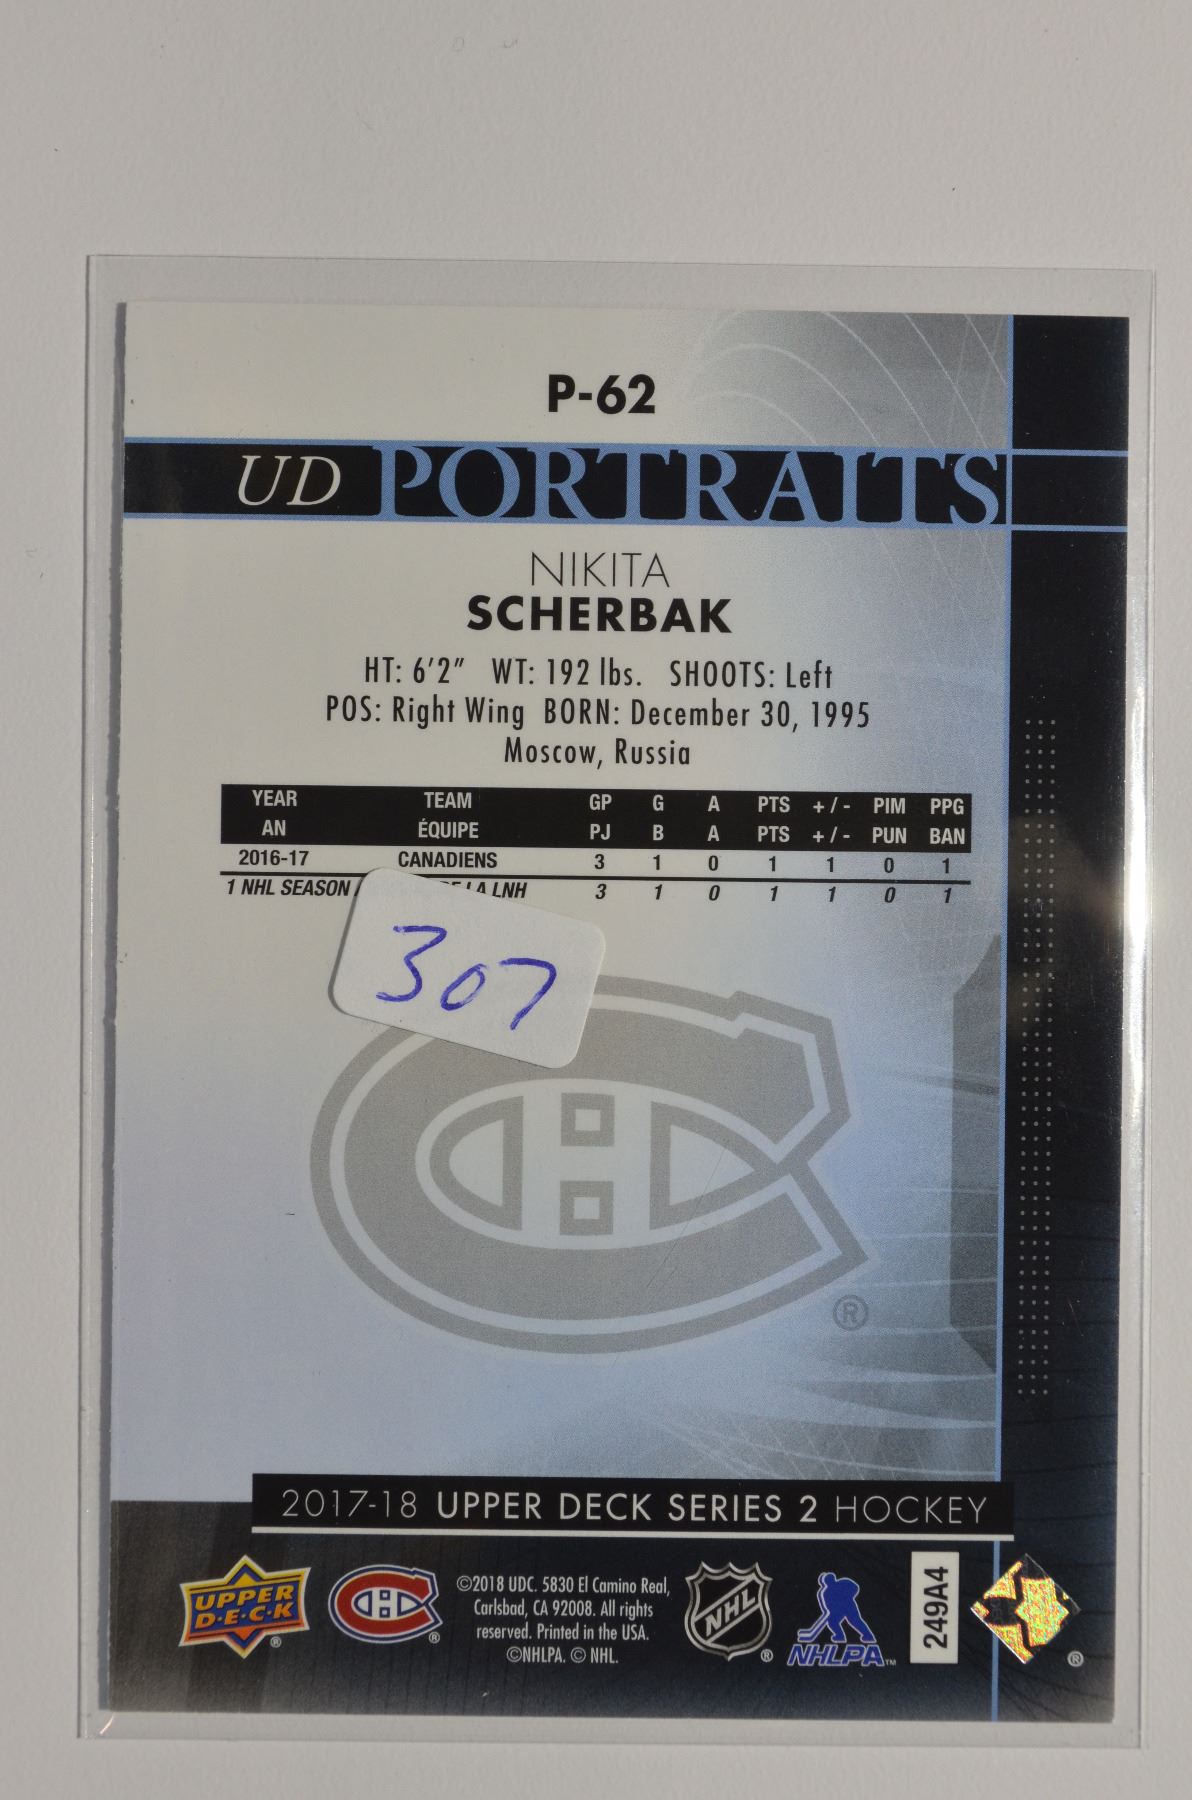 P-62
UD PORTRAITS
NIKITA
SCHERBAK
HT: 6'2" WT: 192 lbs. SHOOTS: Left
POS: Right Wing BORN: December 30, 1995
Moscow, Russia
YEAR TEAM GP G A PTS +/- PIM PPG
AN ÉQUIPE PJ B A PTS +/- PUN BAN
2016-17 CANADIENS 3 1 0 1 1 0 1
1 NHL SEASON LA LNH 3 1 0 1 1 0 1
307
®
2017-18 UPPER DECK SERIES 2 HOCKEY
UPPER
D·E·C·K ®
CH ®
©2018 UDC. 5830 El Camino Real,
Carlsbad, CA 92008. All rights
reserved. Printed in the USA.
©NHLPA. © NHL.
NHL ®
NHLPA™
249A4
®